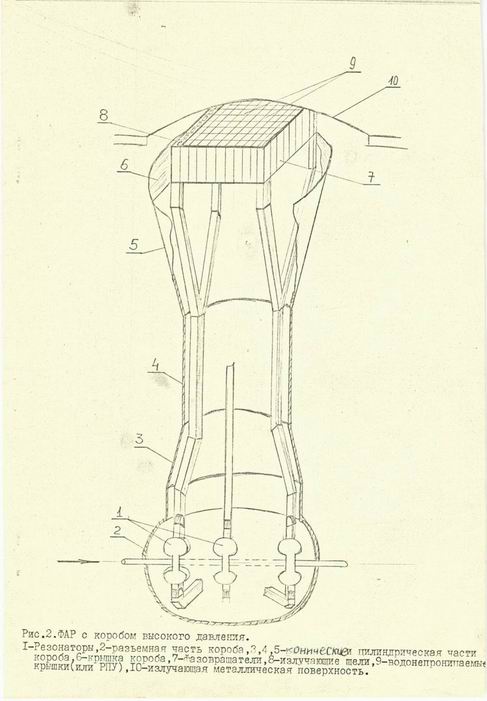 9
10
8
6
7
5
4
3
1
2
Рис.2.ФАР с коробом высокого давления.
I-Резонаторы,2-разъемная часть короба,3,4,5-конические и цилиндрическая части
короба,6-крышка короба,7-Фазовращатели,8-излучающие щели,9-водонепроницаемые
крышки(или РПУ),IO-излучающая металлическая поверхность.